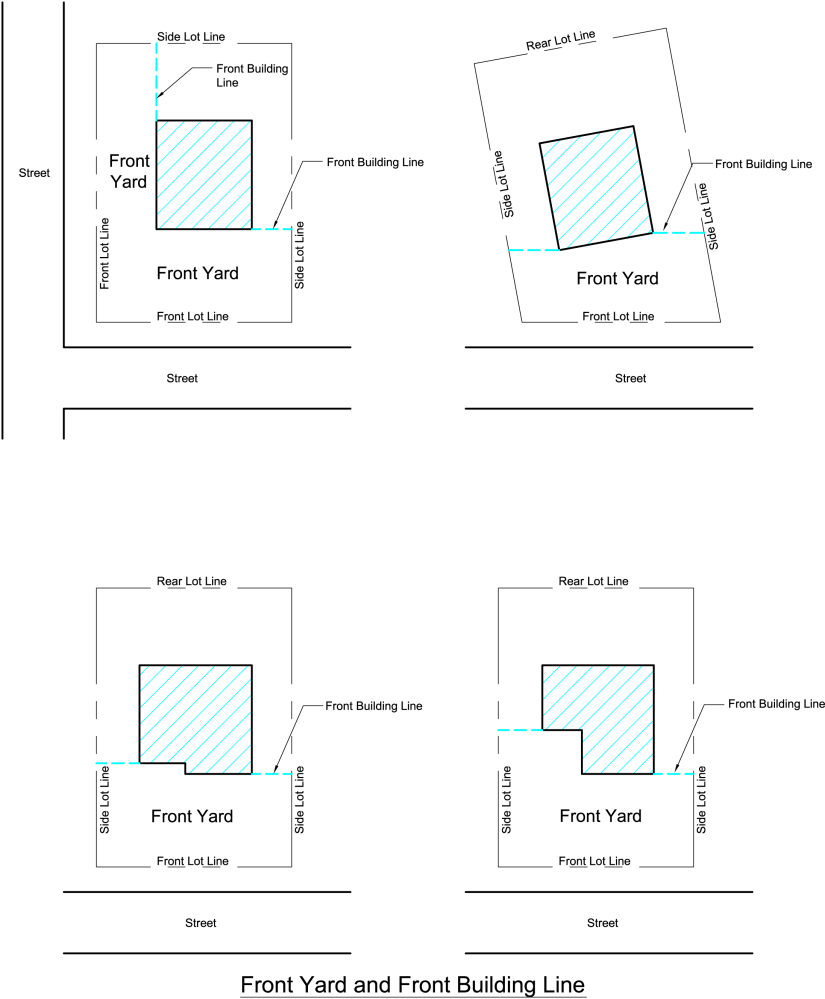 Side Lot Line
Front Building
Line
Front
Yard
Street
Front Building Line
Front Lot Line
Side Lot Line
Front Yard
Front Lot Line
Street
Rear Lot Line
Side Lot Line
Front Building Line
Side Lot Line
Front Yard
Front Lot Line
Street
Rear Lot Line
Front Building Line
Side Lot Line
Side Lot Line
Front Yard
Front Lot Line
Street
Rear Lot Line
Front Building Line
Side Lot Line
Side Lot Line
Front Yard
Front Lot Line
Street
Front Yard and Front Building Line